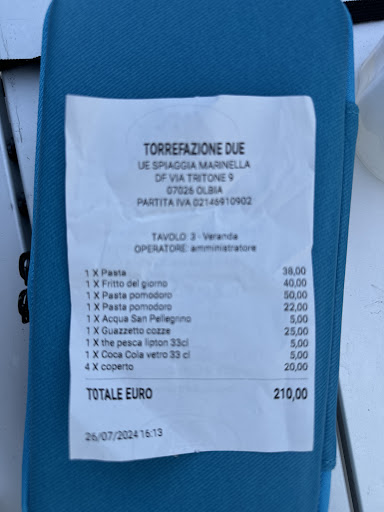 TORREFAZIONE DUE
UE SPIAGGIA MARINELLA
DF VIA TRITONE 9
07026 OLBIA
PARTITA IVA 02146910902
TAVOLO: 3 - Veranda
OPERATORE: amministratore
1 X Pasta 38,00
1 X Fritto del giorno 40,00
1 X Pasta pomodoro 50,00
1 X Pasta pomodoro 22,00
1 X Acqua San Pellegrino 5,00
1 X Guazzetto cozze 25,00
1 X the pesca lipton 33cl 5,00
1 X Coca Cola vetro 33 cl 5,00
4 X coperto 20,00
TOTALE EURO 210,00
26/07/2024 16:13